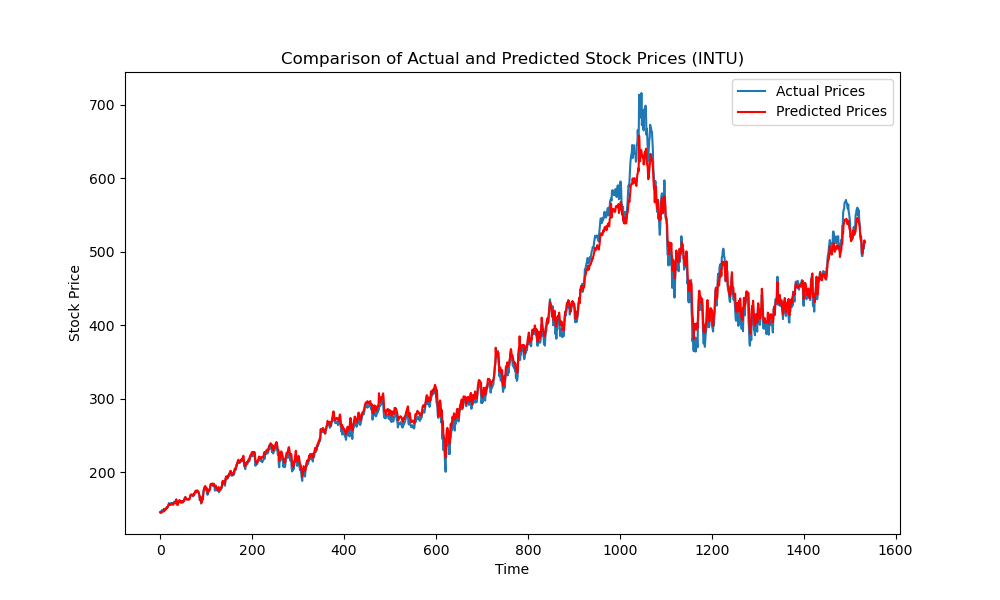 Comparison of Actual and Predicted Stock Prices (INTU)
Actual Prices
Predicted Prices
Stock Price
700
600
500
400
300
200
0 200 400 600 800 1000 1200 1400 1600
Time